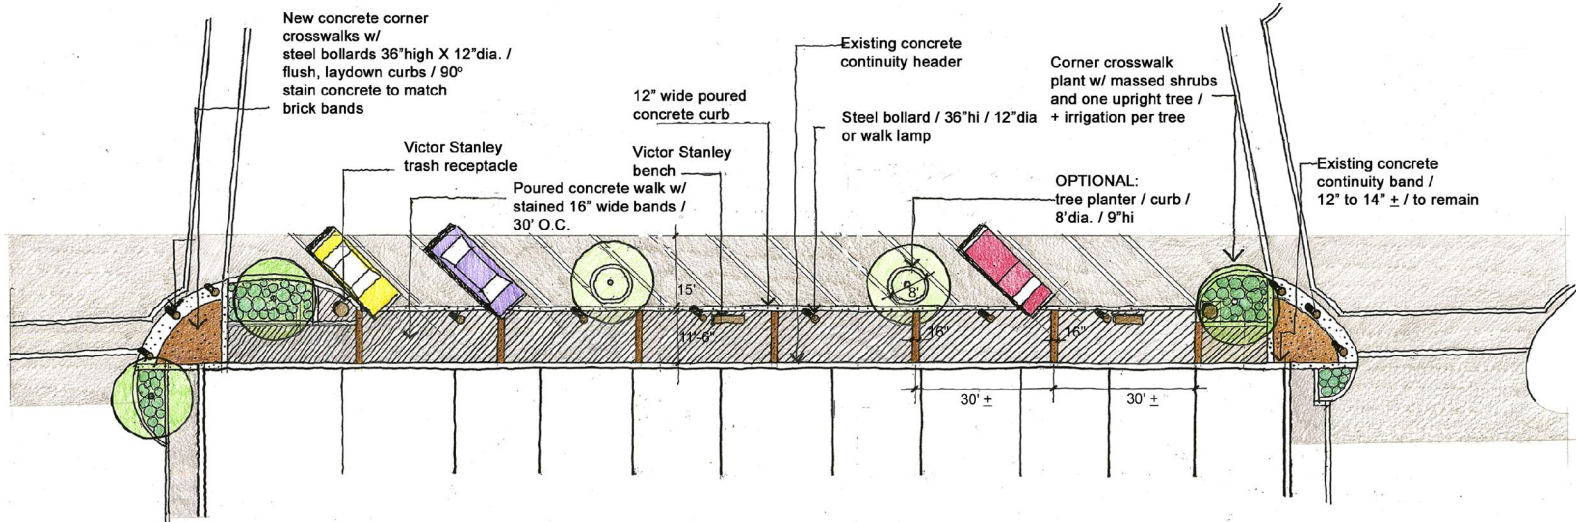 New concrete corner
crosswalks w/
steel bollards 36"high X 12"dia. /
flush, laydown curbs / 90º
stain concrete to match
brick bands
Victor Stanley
trash receptacle
Poured concrete walk w/
stained 16" wide bands /
30' O.C.
12" wide poured
concrete curb
Victor Stanley
bench
Existing concrete
continuity header
Steel bollard / 36"hi / 12"dia
or walk lamp
OPTIONAL:
tree planter / curb /
8'dia. / 9"hi
Corner crosswalk
plant w/ massed shrubs
and one upright tree /
+ irrigation per tree
Existing concrete
continuity band /
12" to 14" ± / to remain
15'
11'-6"
8'
16"
16"
30' ±
30' ±